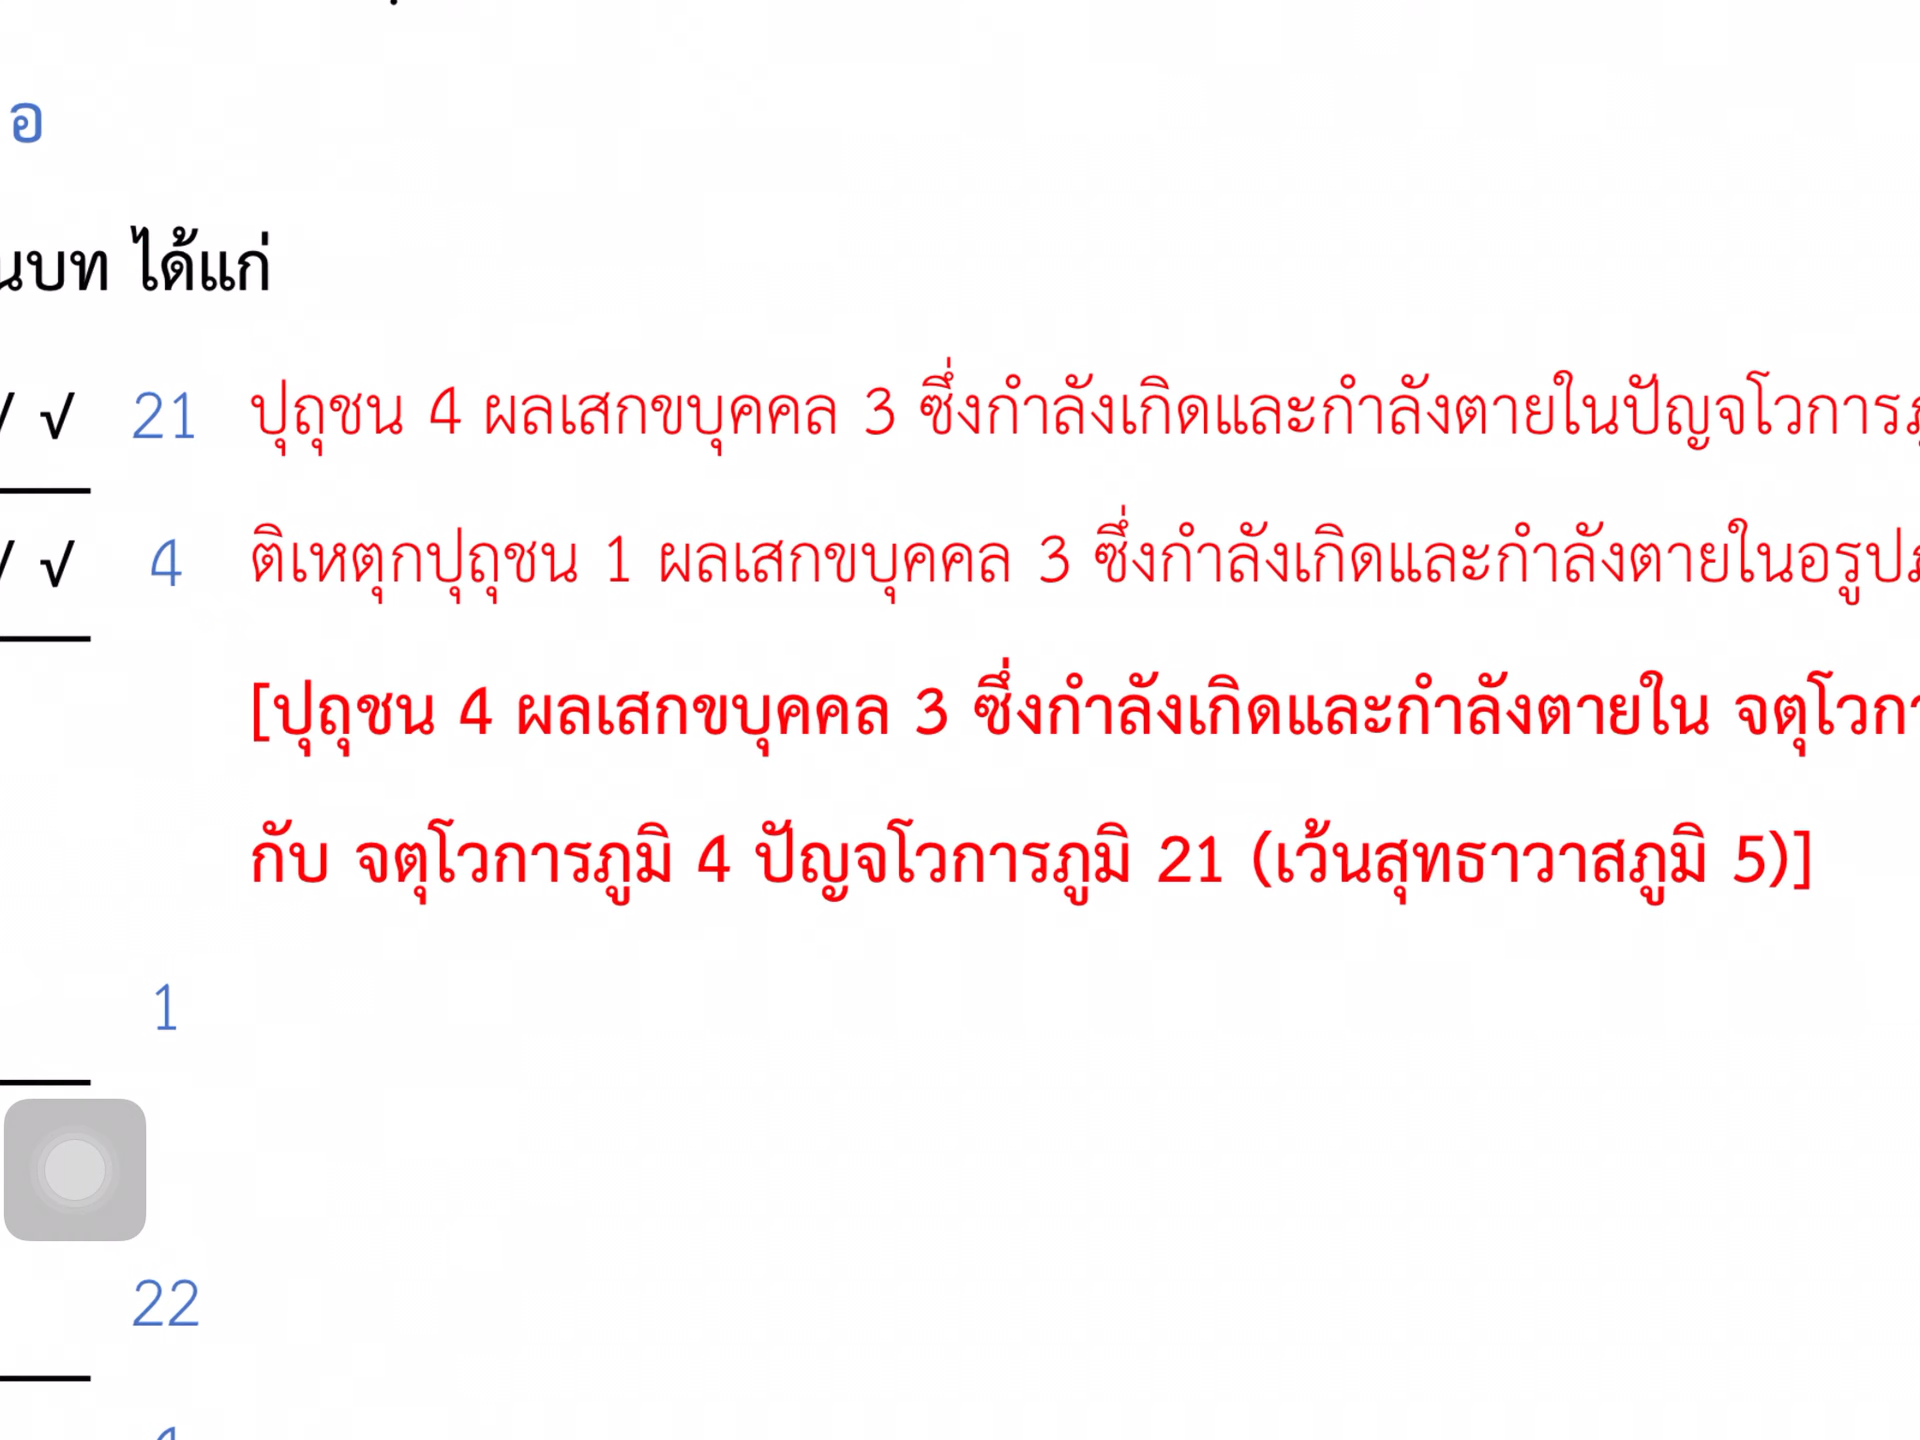 อ
นบท ได้แก่
√ 21 ปุถุชน 4 ผลเสกขบุคคล 3 ซึ่งกำลังเกิดและกำลังตายในปัญจโวการภ
√ 4 ติเหตุกปุถุชน 1 ผลเสกขบุคคล 3 ซึ่งกำลังเกิดและกำลังตายในอรูปภ
[ปุถุชน 4 ผลเสกขบุคคล 3 ซึ่งกำลังเกิดและกำลังตายใน จตุโวกา
กับ จตุโวการภูมิ 4 ปัญจโวการภูมิ 21 (เว้นสุทธาวาสภูมิ 5)]
1
22